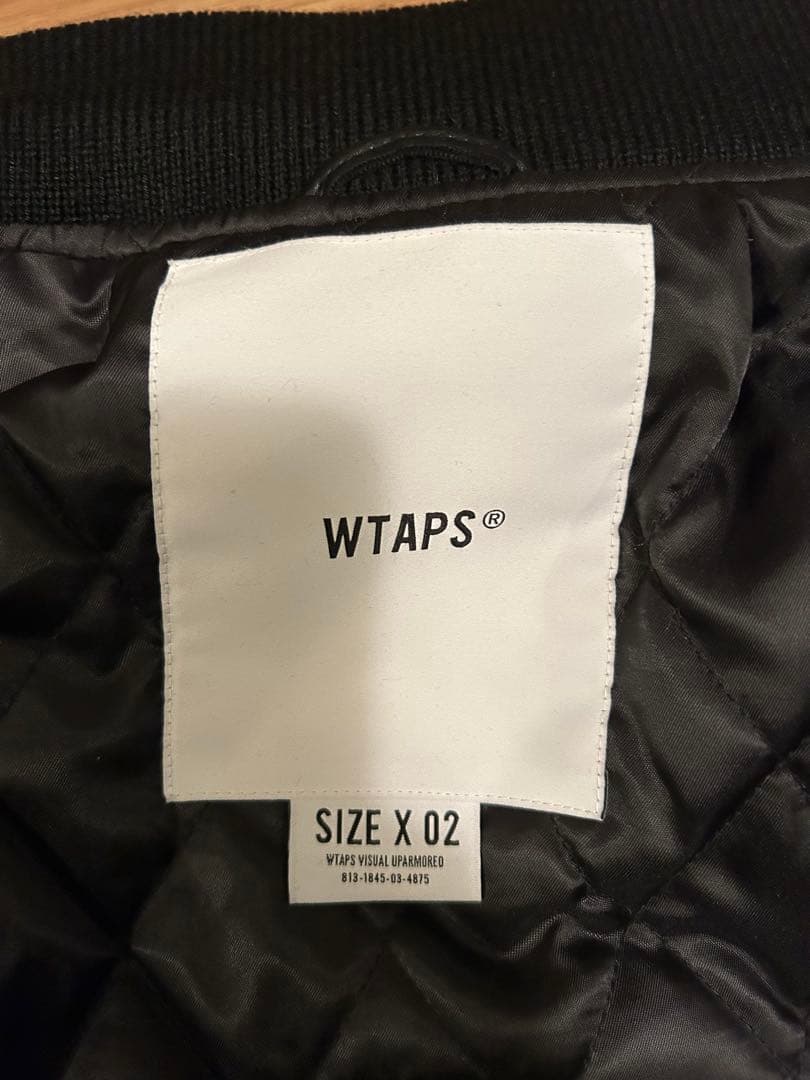 WTAPS®
SIZE X 02
WTAPS VISUAL UPARMORED
813-1845-03-4875